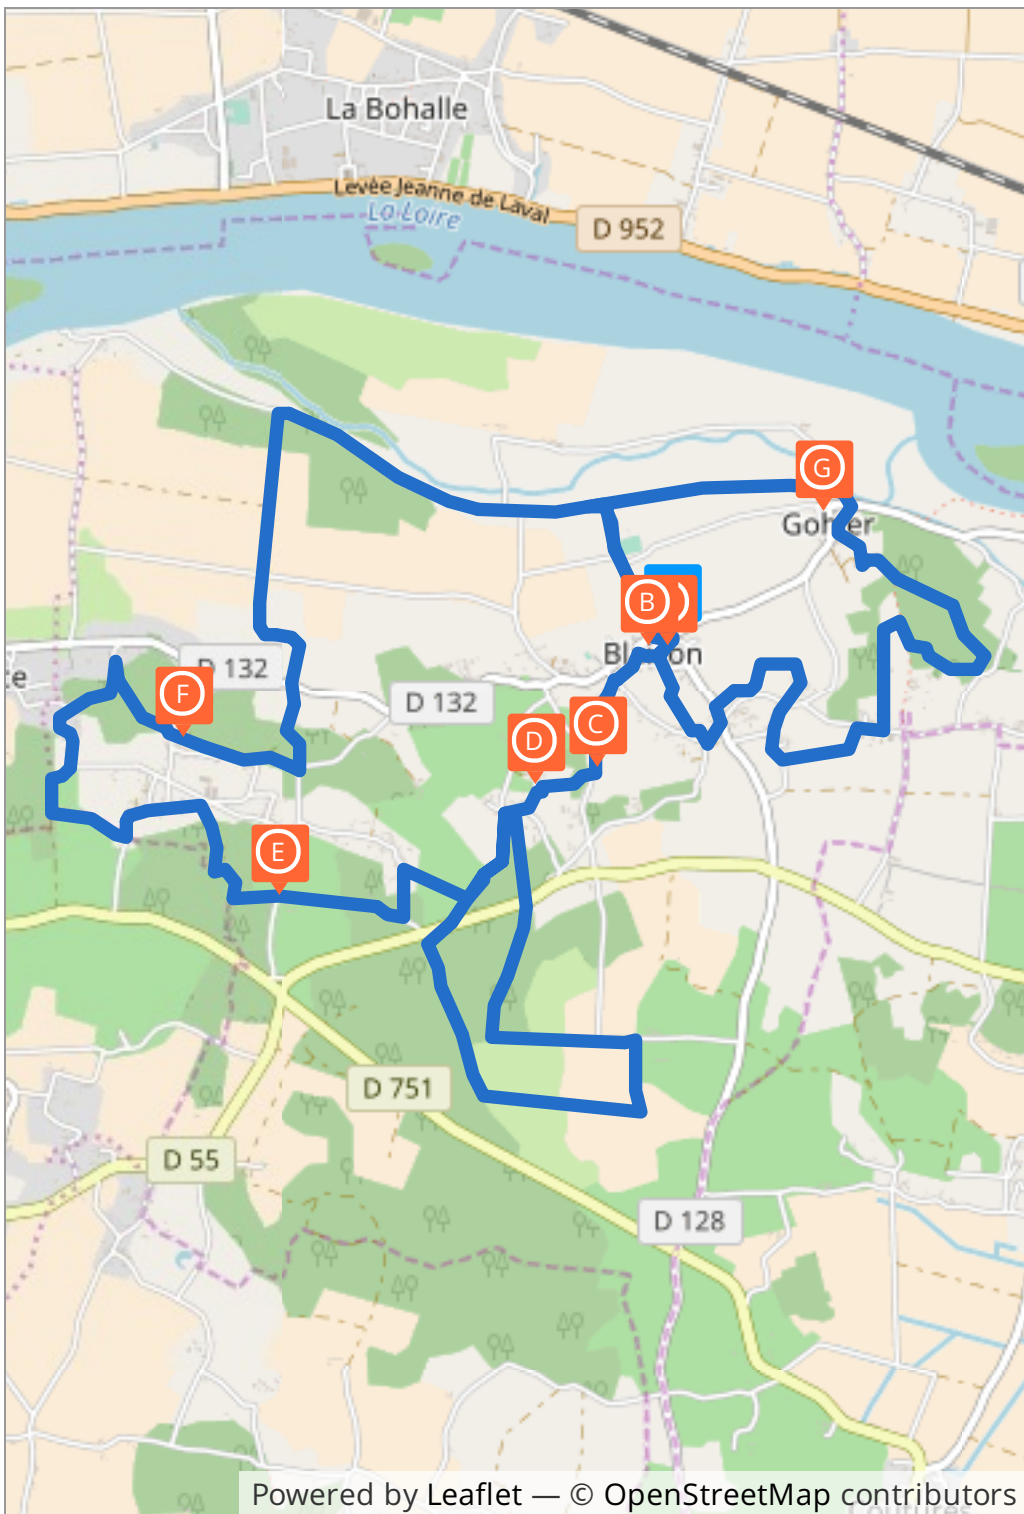 La Bohalle
Levée Jeanne de Laval
La Loire
D 952
G
B
D 132
F
D 132
C
D
E
D 751
D 55
D 128
Powered by Leaflet — © OpenStreetMap contributors